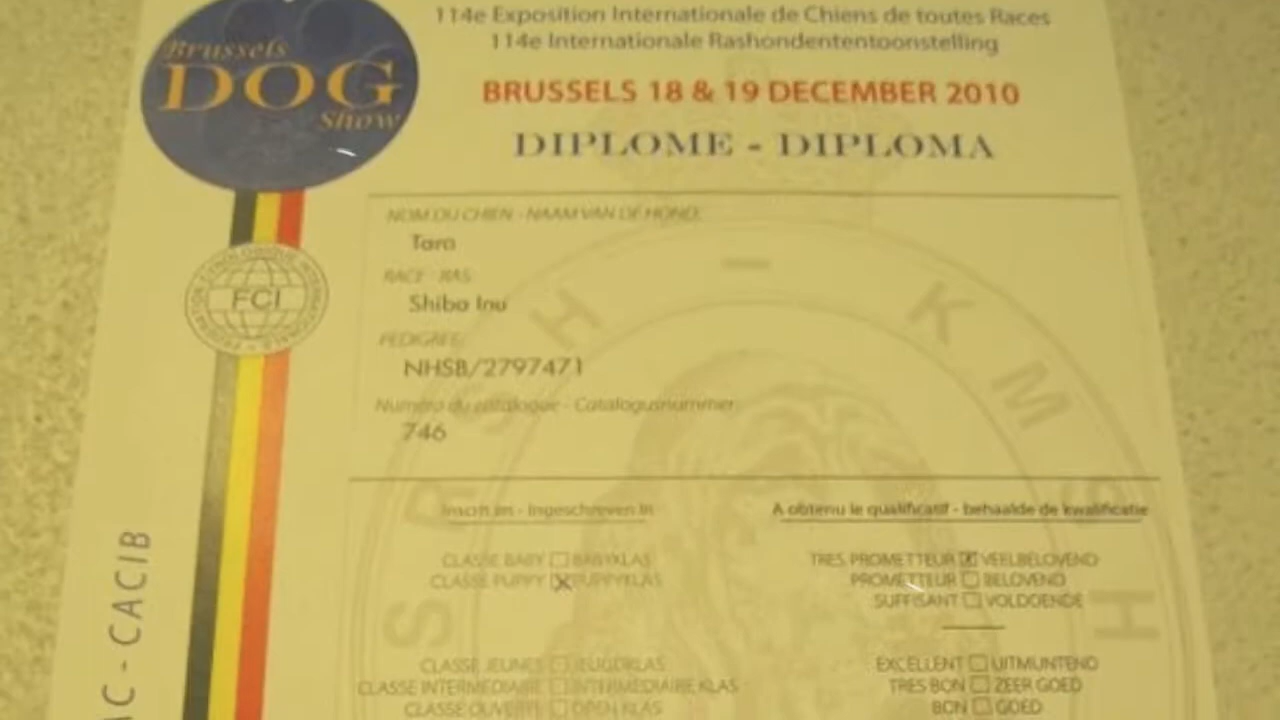 Brussels
DOG
Show
114e Exposition Internationale de Chiens de toutes Races
114e Internationale Rashondententoonstelling
BRUSSELS 18 & 19 DECEMBER 2010
DIPLOME - DIPLOMA
NOM DU CHIEN - NAAM VAN DE HOND:
Tara
RACE - RAS:
Shiba Inu
PEDIGREE:
NHSB/2797471
Numéro du catalogue - Catalogusnummer:
746
FCI
Inscrit en - Ingeschreven in
CLASSE BABY BABYKLAS
CLASSE PUPPY X PUPPYKLAS
CLASSE JEUNES JEUGDKLAS
CLASSE INTERMEDIAIRE INTERMEDIAIRE KLAS
CLASSE OUVERTE OPEN KLAS
A obtenu le qualificatif - behaalde de kwalificatie
TRES PROMETTEUR X VEELBELOVEND
PROMETTEUR BELOVEND
SUFFISANT VOLDOENDE
EXCELLENT UITMUNTEND
TRES BON ZEER GOED
BON GOED
AC - CACIB
S R S H I K M S H